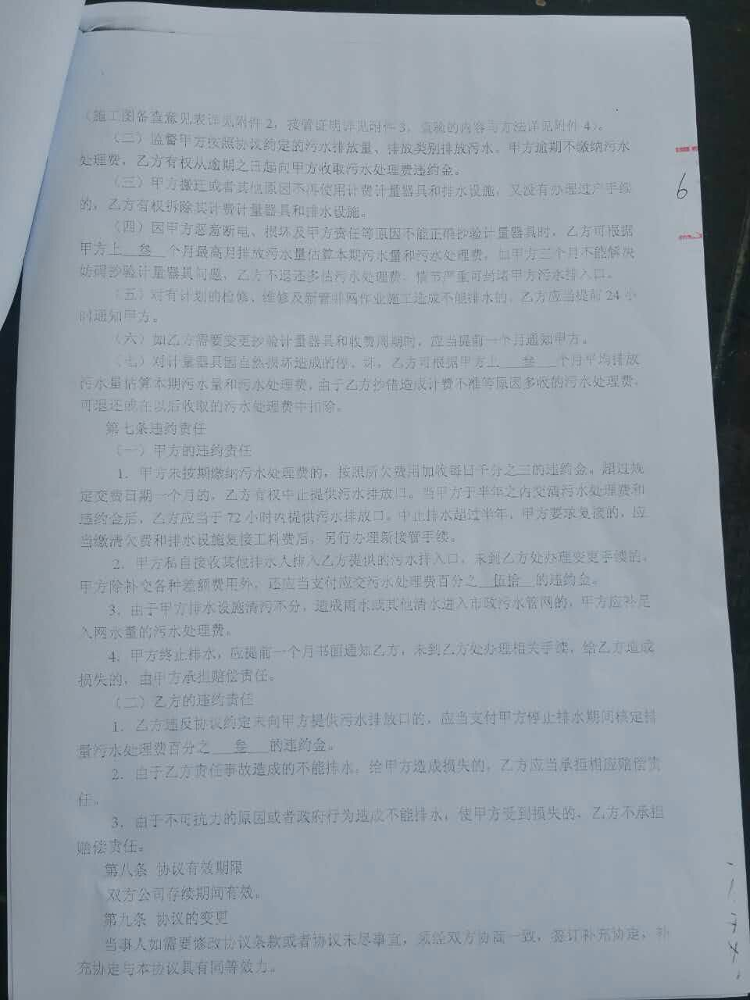 （施工图备查意见表详见附件2，接管证明详见附件3，查验的内容与方法详见附件4）。
（二）监督甲方按照协议约定的污水排放量、排放类别排放污水。甲方逾期不缴纳污水
处理费，乙方有权从逾期之日起向甲方收取污水处理费违约金。
（三）甲方搬迁或者其他原因不再使用计费计量器具和排水设施，又没有办理过户手续
的，乙方有权拆除其计费计量器具和排水设施。
6
（四）因甲方恶意断电、损坏及甲方责任等原因不能正确抄验计量器具时，乙方可根据
甲方上 叁 个月最高月排放污水量估算本期污水量和污水处理费，如甲方三个月不能解决
妨碍抄验计量器具问题，乙方不退还多估污水处理费，情节严重可封堵甲方污水排入口。
（五）对有计划的检修、维修及新管并网作业施工造成不能排水的，乙方应当提前24小
时通知甲方。
（六）如乙方需要变更抄验计量器具和收费周期时，应当提前一个月通知甲方。
（七）对计量器具因自然损坏造成的停、坏，乙方可根据甲方上 叁 个月平均排放
污水量估算本期污水量和污水处理费，由于乙方抄错造成计费不准等原因多收的污水处理费，
可退还或在以后收取的污水处理费中扣除。
第七条违约责任
（一）甲方的违约责任
1．甲方未按期缴纳污水处理费的，按照所欠费用加收每日千分之三的违约金。超过规
定交费日期一个月的，乙方有权中止提供污水排放口。当甲方于半年之内交清污水处理费和
违约金后，乙方应当于72小时内提供污水排放口。中止排水超过半年，甲方要求复接的，应
当缴清欠费和排水设施复接工料费后，另行办理新接管手续。
2．甲方私自接收其他排水人排入乙方提供的污水排入口，未到乙方处办理变更手续的，
甲方除补交各种差额费用外，还应当支付应交污水处理费百分之 伍拾 的违约金。
3．由于甲方排水设施清污不分，造成雨水或其他清水进入市政污水管网的，甲方应补足
入网水量的污水处理费。
4．甲方终止排水，应提前一个月书面通知乙方，未到乙方处办理相关手续，给乙方造成
损失的，由甲方承担赔偿责任。
（二）乙方的违约责任
1．乙方违反协议约定未向甲方提供污水排放口的，应当支付甲方停止排水期间核定排
量污水处理费百分之 叁 的违约金。
2．由于乙方责任事故造成的不能排水，给甲方造成损失的，乙方应当承担相应赔偿责
任。
3．由于不可抗力的原因或者政府行为造成不能排水，使甲方受到损失的，乙方不承担
赔偿责任。
第八条 协议有效期限
双方公司存续期间有效。
第九条 协议的变更
当事人如需要修改协议条款或者协议未尽事宜，须经双方协商一致，签订补充协定，补
充协定与本协议具有同等效力。